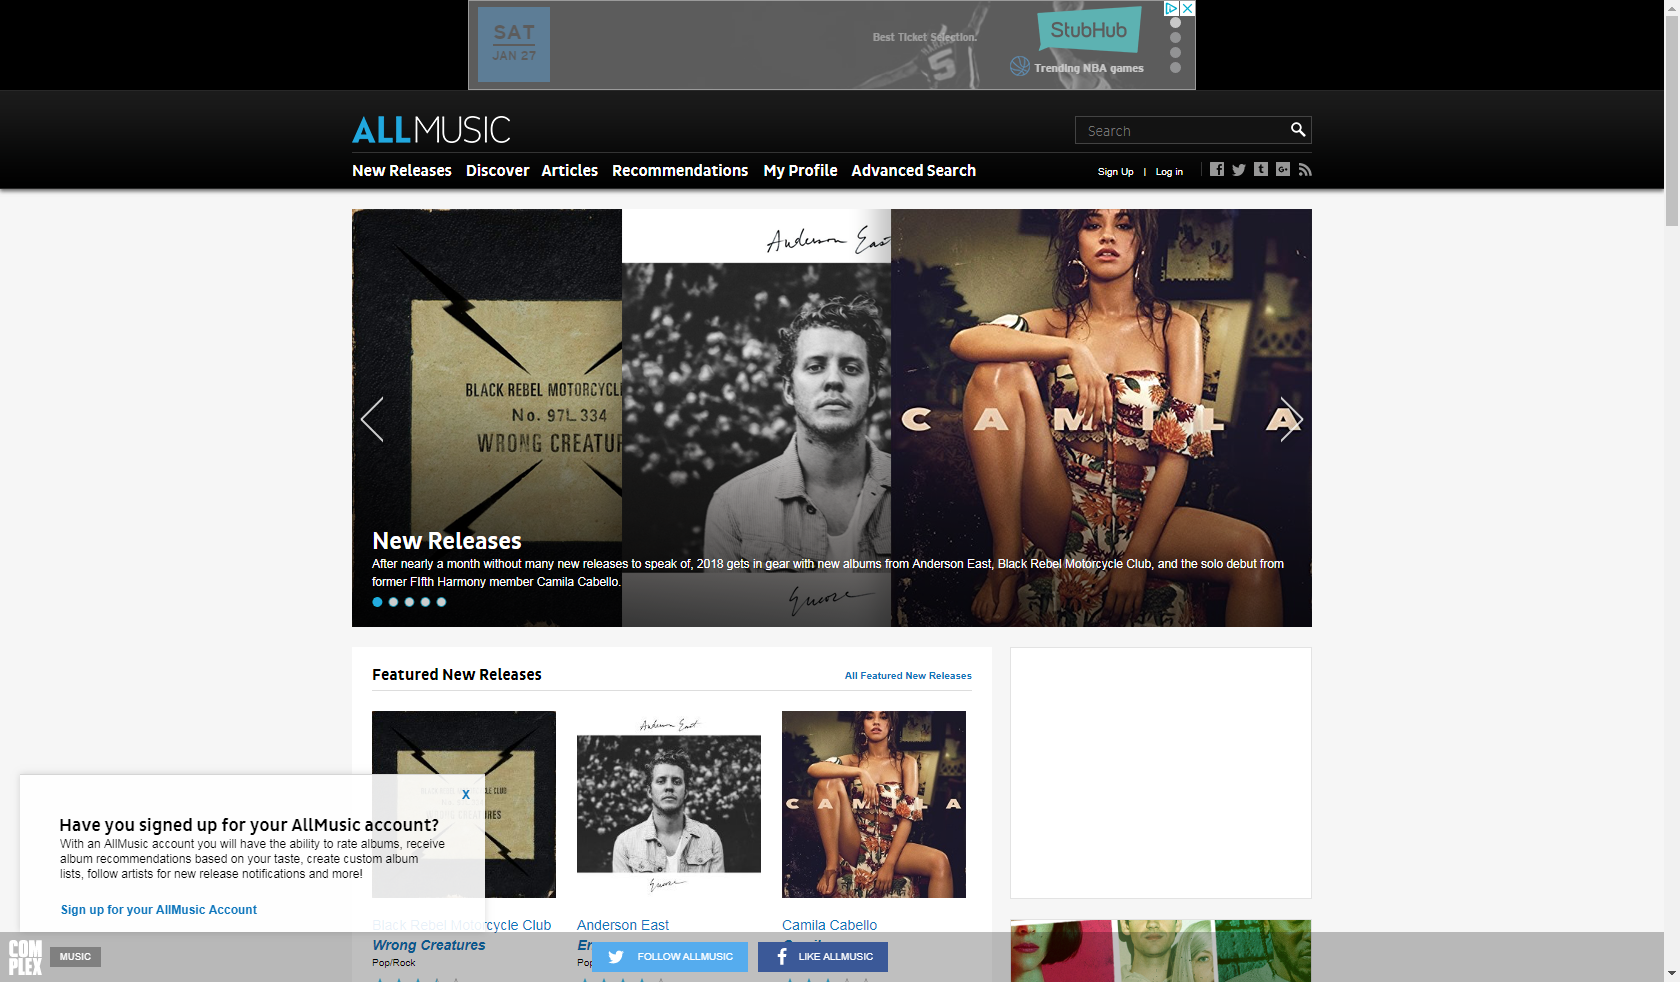 SAT
JAN 27
Best Ticket Selection.
StubHub
Trending NBA games
ALLMUSIC
Search
New Releases Discover Articles Recommendations My Profile Advanced Search
Sign Up | Log in
Anderson Eas
BLACK REBEL MOTORCYCL
No. 97L 334
WRONG CREATUR
CAMILA
New Releases
After nearly a month without many new releases to speak of, 2018 gets in gear with new albums from Anderson East, Black Rebel Motorcycle Club, and the solo debut from
former FIfth Harmony member Camila Cabello.
Encore
Featured New Releases
All Featured New Releases
Anderson East
Encore
CAMILA
X
Have you signed up for your AllMusic account?
With an AllMusic account you will have the ability to rate albums, receive
album recommendations based on your taste, create custom album
lists, follow artists for new release notifications and more!
Sign up for your AllMusic Account
Black Rebel Motorcycle Club
Wrong Creatures
Pop/Rock
Anderson East
Camila Cabello
COMPLEX
MUSIC
FOLLOW ALLMUSIC
LIKE ALLMUSIC